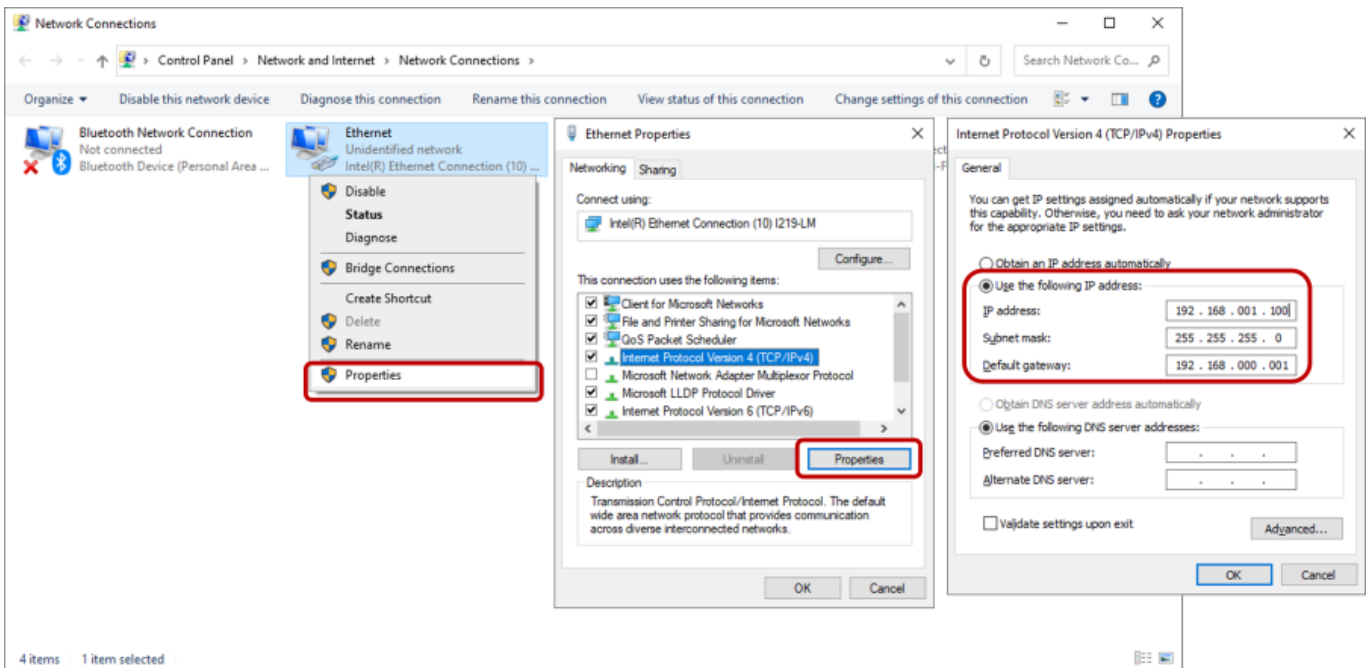 Network Connections
Control Panel › Network and Internet › Network Connections ›
Search Network Co...
Organize
Disable this network device
Diagnose this connection
Rename this connection
View status of this connection
Change settings of this connection
Bluetooth Network Connection
Not connected
Bluetooth Device (Personal Area ...
Ethernet
Unidentified network
Intel(R) Ethernet Connection (10) ...
Disable
Status
Diagnose
Bridge Connections
Create Shortcut
Delete
Rename
Properties
Ethernet Properties
Networking
Sharing
Connect using:
Intel(R) Ethernet Connection (10) I219-LM
Configure...
This connection uses the following items:
Client for Microsoft Networks
File and Printer Sharing for Microsoft Networks
QoS Packet Scheduler
Internet Protocol Version 4 (TCP/IPv4)
Microsoft Network Adapter Multiplexor Protocol
Microsoft LLDP Protocol Driver
Internet Protocol Version 6 (TCP/IPv6)
Install...
Uninstall
Properties
Description
Transmission Control Protocol/Internet Protocol. The default
wide area network protocol that provides communication
across diverse interconnected networks.
OK
Cancel
Internet Protocol Version 4 (TCP/IPv4) Properties
General
You can get IP settings assigned automatically if your network supports
this capability. Otherwise, you need to ask your network administrator
for the appropriate IP settings.
Obtain an IP address automatically
Use the following IP address:
IP address:
192 . 168 . 001 . 100
Subnet mask:
255 . 255 . 255 . 0
Default gateway:
192 . 168 . 000 . 001
Obtain DNS server address automatically
Use the following DNS server addresses:
Preferred DNS server:
. . .
Alternate DNS server:
. . .
Validate settings upon exit
Advanced...
OK
Cancel
4 items
1 item selected